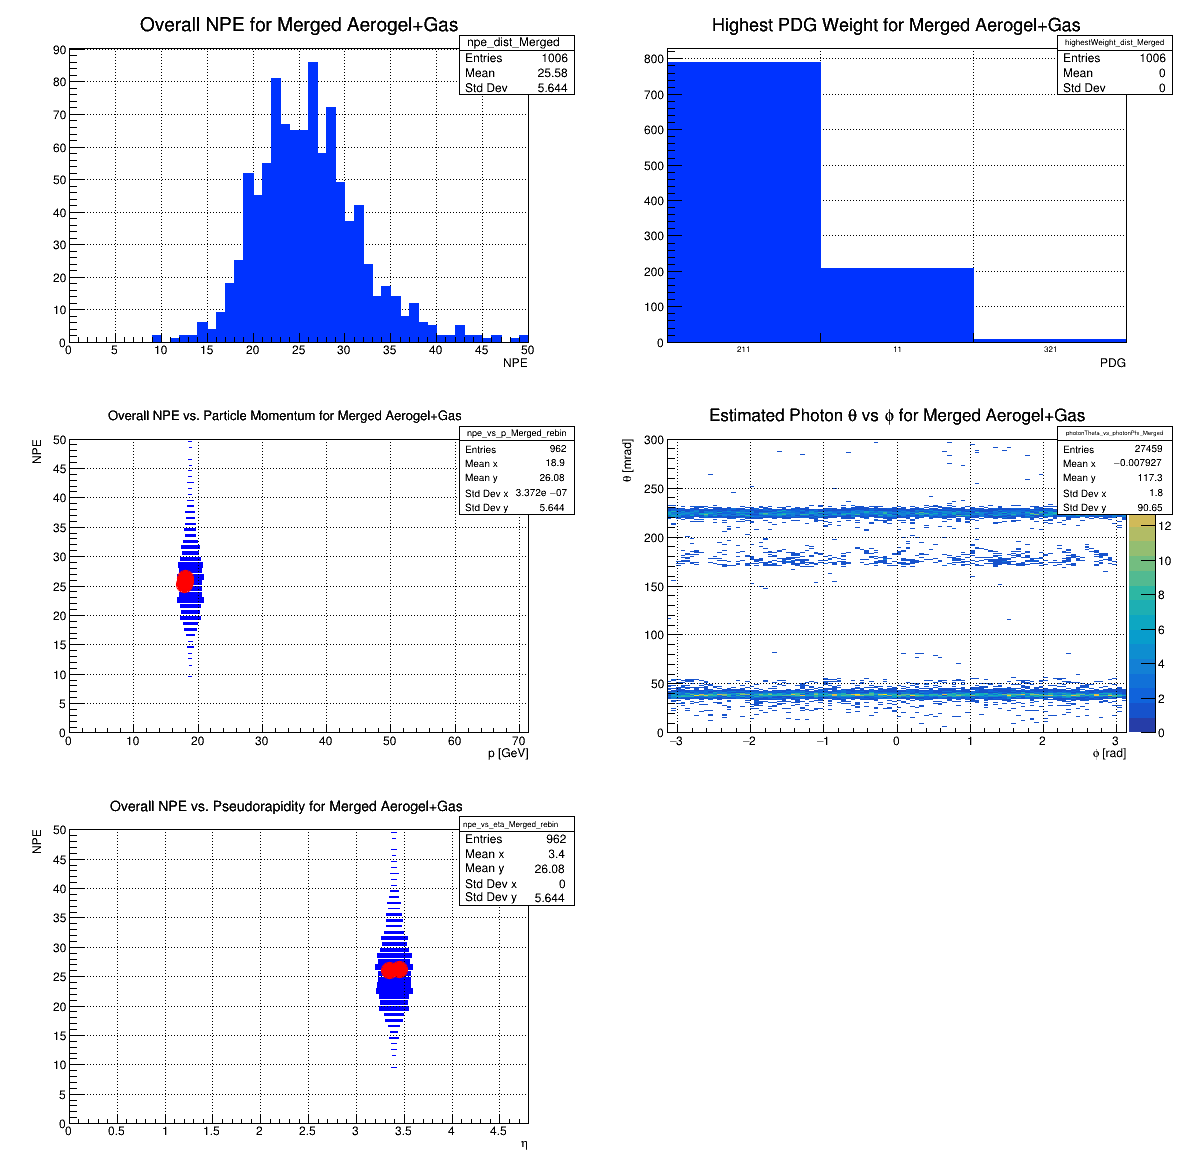 Overall NPE for Merged Aerogel+Gas
npe_dist_Merged
Entries 1006
Mean 25.58
Std Dev 5.644
90
80
70
60
50
40
30
20
10
0
0 5 10 15 20 25 30 35 40 45 50
NPE
Highest PDG Weight for Merged Aerogel+Gas
highestWeight_dist_Merged
Entries 1006
Mean 0
Std Dev 0
800
700
600
500
400
300
200
100
0
211 11 321
PDG
Overall NPE vs. Particle Momentum for Merged Aerogel+Gas
npe_vs_p_Merged_rebin
Entries 962
Mean x 18.9
Mean y 26.08
Std Dev x 3.372e −07
Std Dev y 5.644
NPE
50
45
40
35
30
25
20
15
10
5
0
0 10 20 30 40 50 60 70
p [GeV]
Estimated Photon θ vs ϕ for Merged Aerogel+Gas
photonTheta_vs_photonPhi_Merged
Entries 27459
Mean x −0.007927
Mean y 117.3
Std Dev x 1.8
Std Dev y 90.65
θ [mrad]
300
250
200
150
100
50
0
−3 −2 −1 0 1 2 3
ϕ [rad]
12
10
8
6
4
2
0
Overall NPE vs. Pseudorapidity for Merged Aerogel+Gas
npe_vs_eta_Merged_rebin
Entries 962
Mean x 3.4
Mean y 26.08
Std Dev x 0
Std Dev y 5.644
NPE
50
45
40
35
30
25
20
15
10
5
0
0 0.5 1 1.5 2 2.5 3 3.5 4 4.5
η